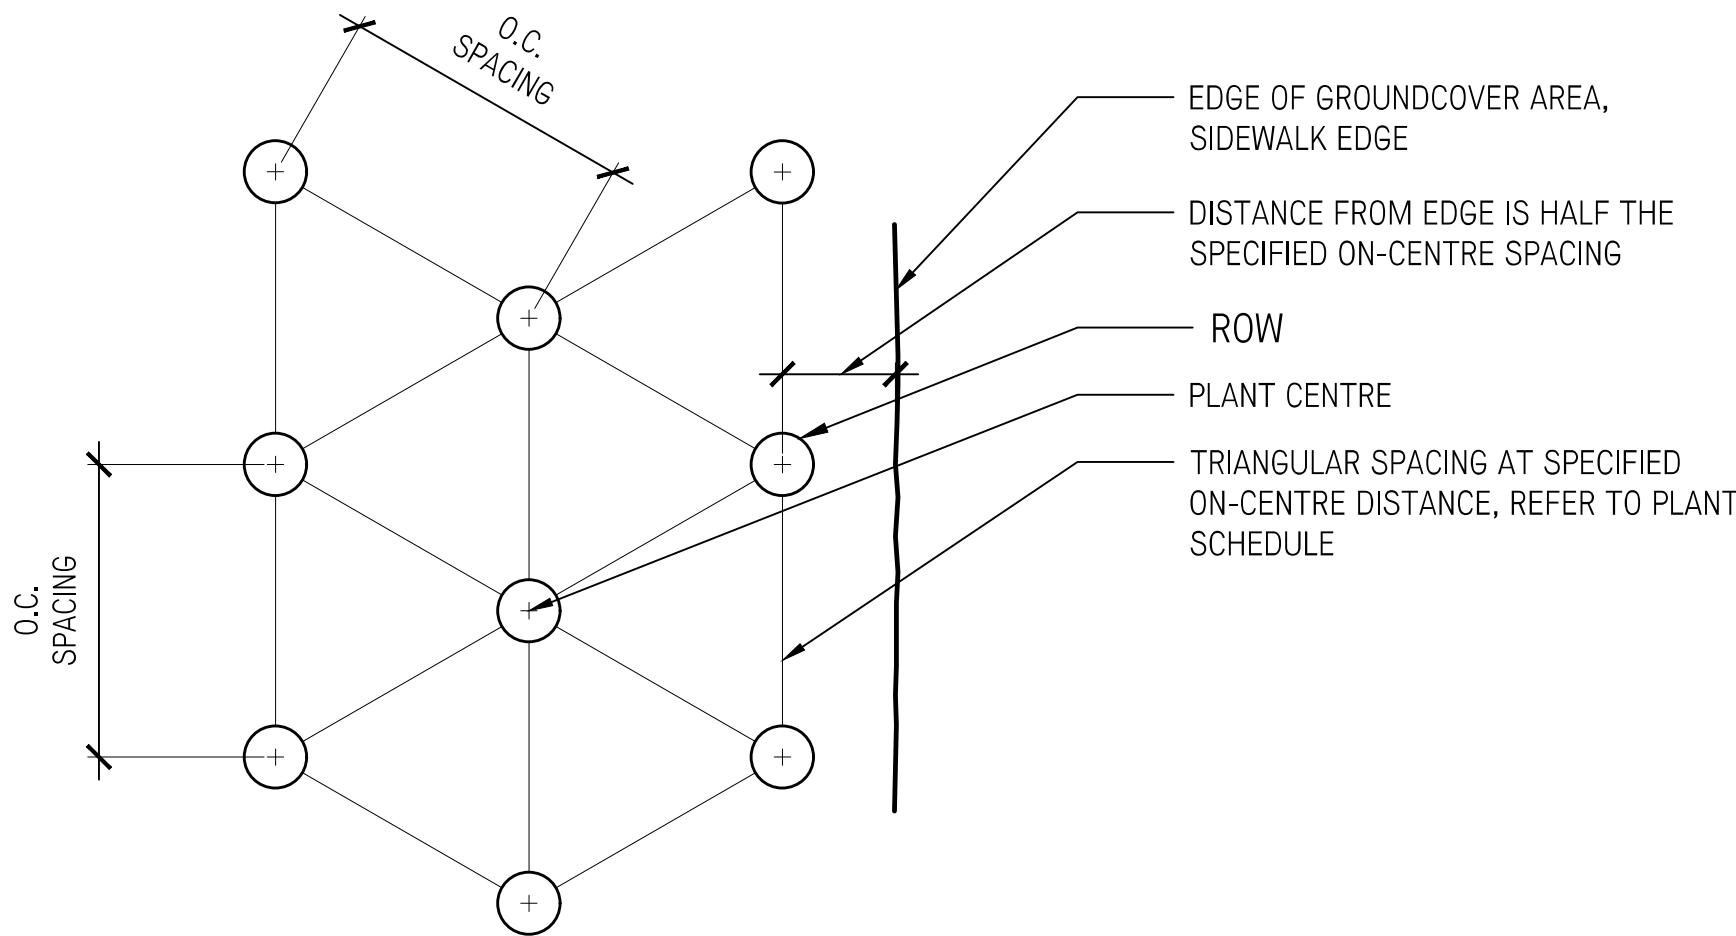 O.C.
SPACING
EDGE OF GROUNDCOVER AREA,
SIDEWALK EDGE
DISTANCE FROM EDGE IS HALF THE
SPECIFIED ON-CENTRE SPACING
ROW
PLANT CENTRE
TRIANGULAR SPACING AT SPECIFIED
ON-CENTRE DISTANCE, REFER TO PLANT
SCHEDULE
O.C.
SPACING